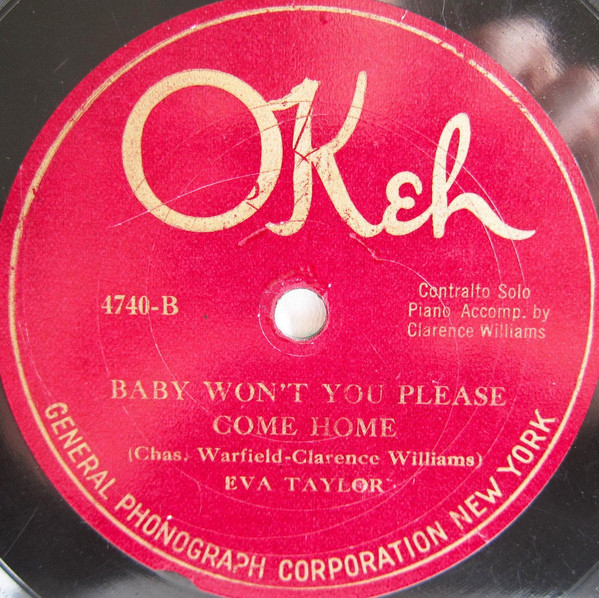 OKeh
4740-B
Contralto Solo
Piano Accomp. by
Clarence Williams
BABY WON'T YOU PLEASE
COME HOME
(Chas. Warfield-Clarence Williams)
EVA TAYLOR
GENERAL PHONOGRAPH CORPORATION NEW YORK